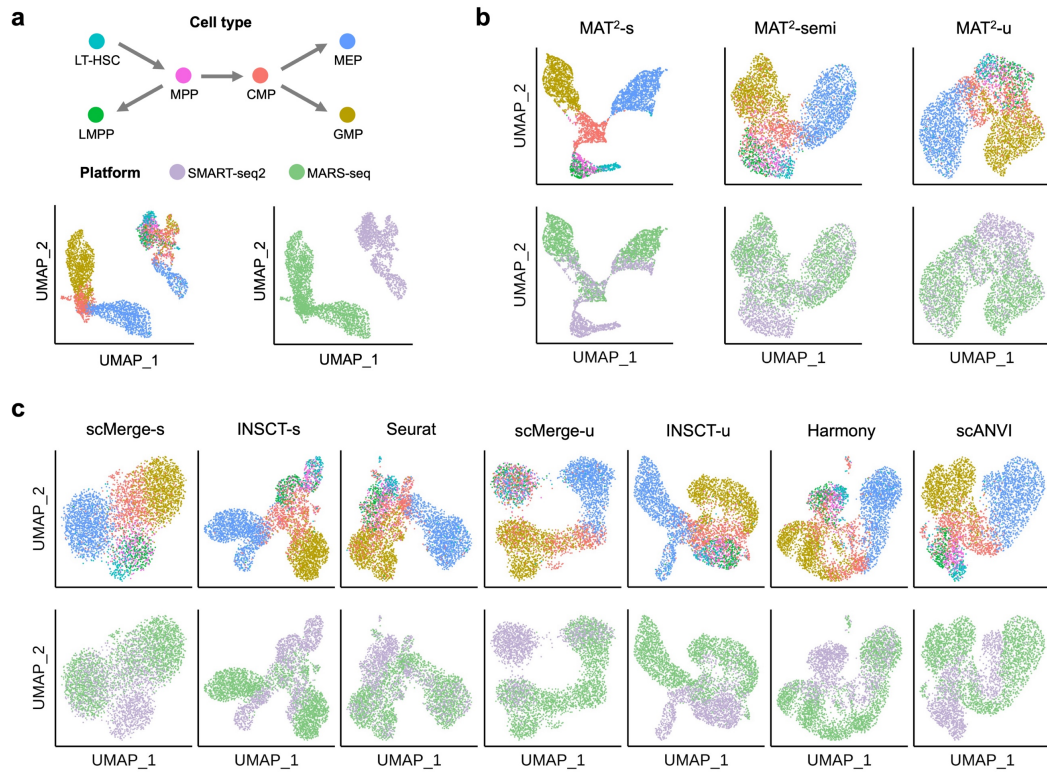 a
Cell type
LT-HSC
MEP
MPP
CMP
LMPP
GMP
Platform
SMART-seq2
MARS-seq
UMAP_2
UMAP_2
UMAP_1
UMAP_1
b
MAT²-s
MAT²-semi
MAT²-u
UMAP_2
UMAP_2
UMAP_1
UMAP_1
UMAP_1
c
scMerge-s
INSCT-s
Seurat
scMerge-u
INSCT-u
Harmony
scANVI
UMAP_2
UMAP_2
UMAP_1
UMAP_1
UMAP_1
UMAP_1
UMAP_1
UMAP_1
UMAP_1